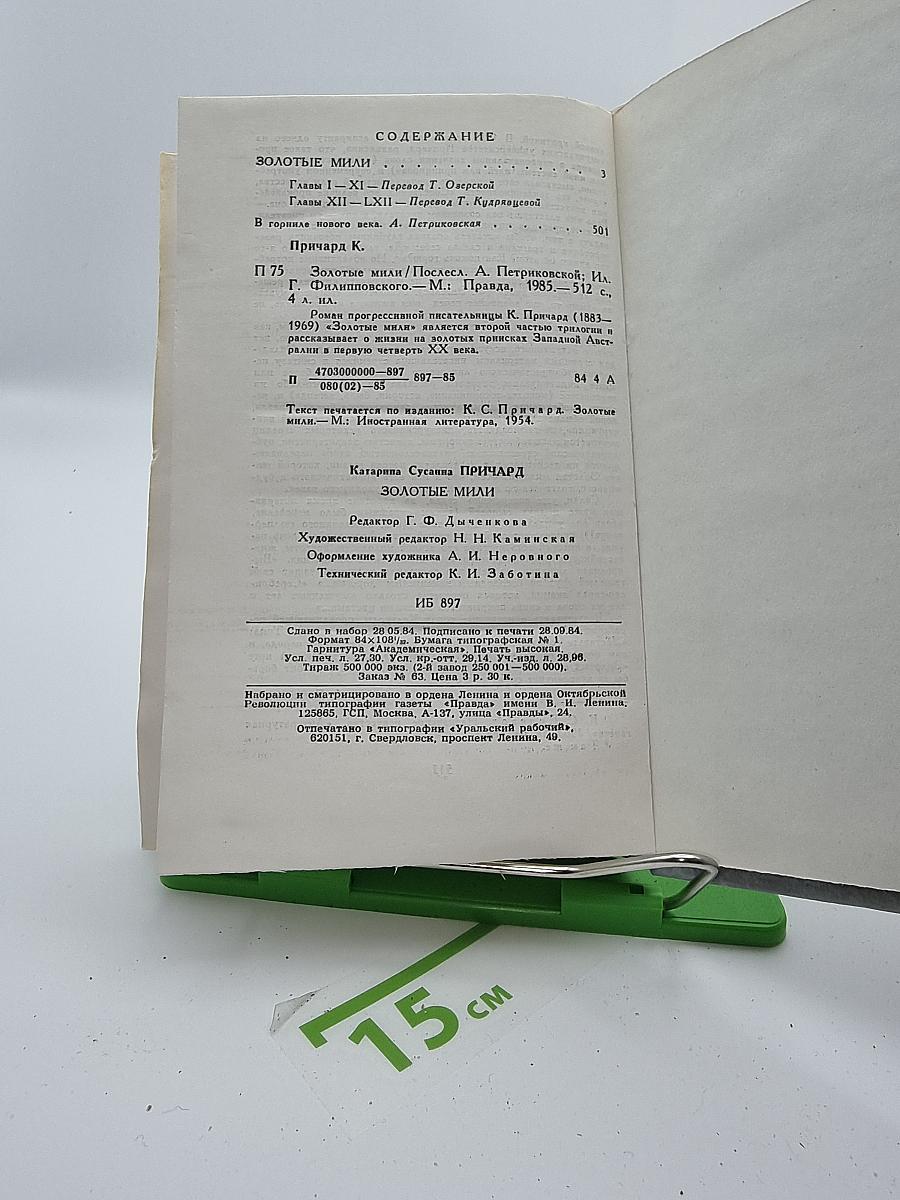 СОДЕРЖАНИЕ
ЗОЛОТЫЕ МИЛИ . . . . . . . . . . . . . . . 3
Главы I — XI — Перевод Т. Озерской
Главы XII — LXII — Перевод Т. Кудрявцевой
В горниле нового века. А. Петриковская . . . . . . . 501
Причард К.
П 75 Золотые мили / Послесл. А. Петриковской; Ил.
Г. Филипповского.— М.: Правда, 1985.— 512 с.,
4 л. ил.
Роман прогрессивной писательницы К. Причард (1883—
1969) «Золотые мили» является второй частью трилогии и
рассказывает о жизни на золотых приисках Западной Авст-
ралии в первую четверть XX века.
4703000000—897
П 897—85 84 4 А
080(02)—85
Текст печатается по изданию: К. С. Причард. Золотые
мили.— М.: Иностранная литература, 1954.
Катарина Сусанна ПРИЧАРД
ЗОЛОТЫЕ МИЛИ
Редактор Г. Ф. Дыченкова
Художественный редактор Н. Н. Каминская
Оформление художника А. И. Неровного
Технический редактор К. И. Заботина
ИБ 897
Сдано в набор 28 05.84. Подписано к печати 28.09.84.
Формат 84×108¹/₃₂. Бумага типографская № 1.
Гарнитура «Академическая». Печать высокая.
Усл. печ. л. 27,30. Усл. кр.-отт. 29,14. Уч.-изд. л. 28,96.
Тираж 500 000 экз. (2-й завод 250 001—500 000).
Заказ № 63. Цена 3 р. 30 к.
Набрано и сматрицировано в ордена Ленина и ордена Октябрьской
Революции типографии газеты «Правда» имени В. И. Ленина.
125865, ГСП, Москва, А-137, улица «Правды», 24.
Отпечатано в типографии «Уральский рабочий»,
620151, г. Свердловск, проспект Ленина, 49.
15 см